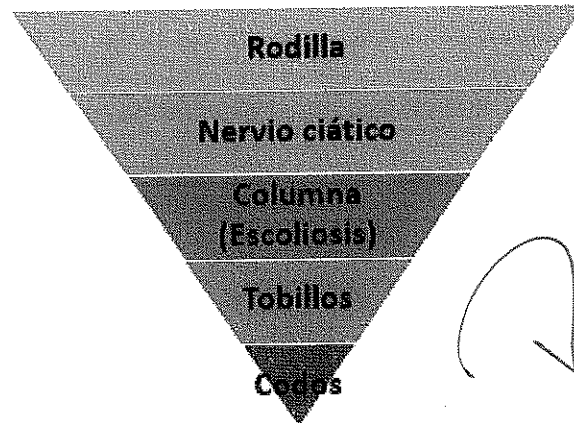 Rodilla
Nervio ciático
Columna
(Escoliosis)
Tobillos
Codos